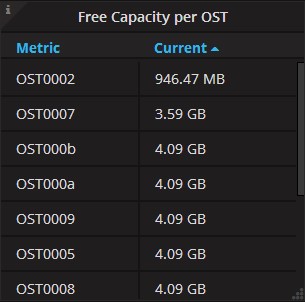 i
Free Capacity per OST
Metric Current
OST0002 946.47 MB
OST0007 3.59 GB
OST000b 4.09 GB
OST000a 4.09 GB
OST0009 4.09 GB
OST0005 4.09 GB
OST0008 4.09 GB